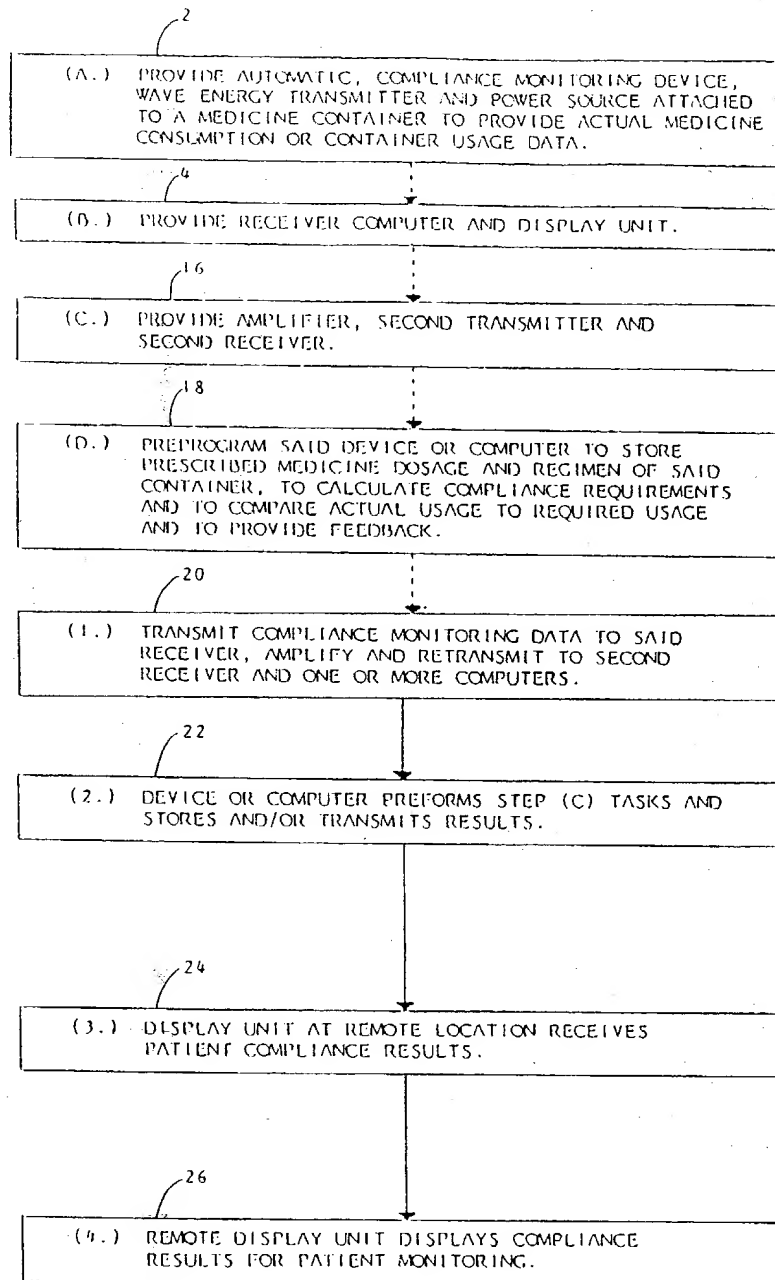 2
(A.) PROVIDE AUTOMATIC, COMPLIANCE MONITORING DEVICE,
WAVE ENERGY TRANSMITTER AND POWER SOURCE ATTACHED
TO A MEDICINE CONTAINER TO PROVIDE ACTUAL MEDICINE
CONSUMPTION OR CONTAINER USAGE DATA.
4
(B.) PROVIDE RECEIVER COMPUTER AND DISPLAY UNIT.
16
(C.) PROVIDE AMPLIFIER, SECOND TRANSMITTER AND
SECOND RECEIVER.
18
(D.) PREPROGRAM SAID DEVICE OR COMPUTER TO STORE
PRESCRIBED MEDICINE DOSAGE AND REGIMEN OF SAID
CONTAINER, TO CALCULATE COMPLIANCE REQUIREMENTS
AND TO COMPARE ACTUAL USAGE TO REQUIRED USAGE
AND TO PROVIDE FEEDBACK.
20
(1.) TRANSMIT COMPLIANCE MONITORING DATA TO SAID
RECEIVER, AMPLIFY AND RETRANSMIT TO SECOND
RECEIVER AND ONE OR MORE COMPUTERS.
22
(2.) DEVICE OR COMPUTER PREFORMS STEP (C) TASKS AND
STORES AND/OR TRANSMITS RESULTS.
24
(3.) DISPLAY UNIT AT REMOTE LOCATION RECEIVES
PATIENT COMPLIANCE RESULTS.
26
(4.) REMOTE DISPLAY UNIT DISPLAYS COMPLIANCE
RESULTS FOR PATIENT MONITORING.